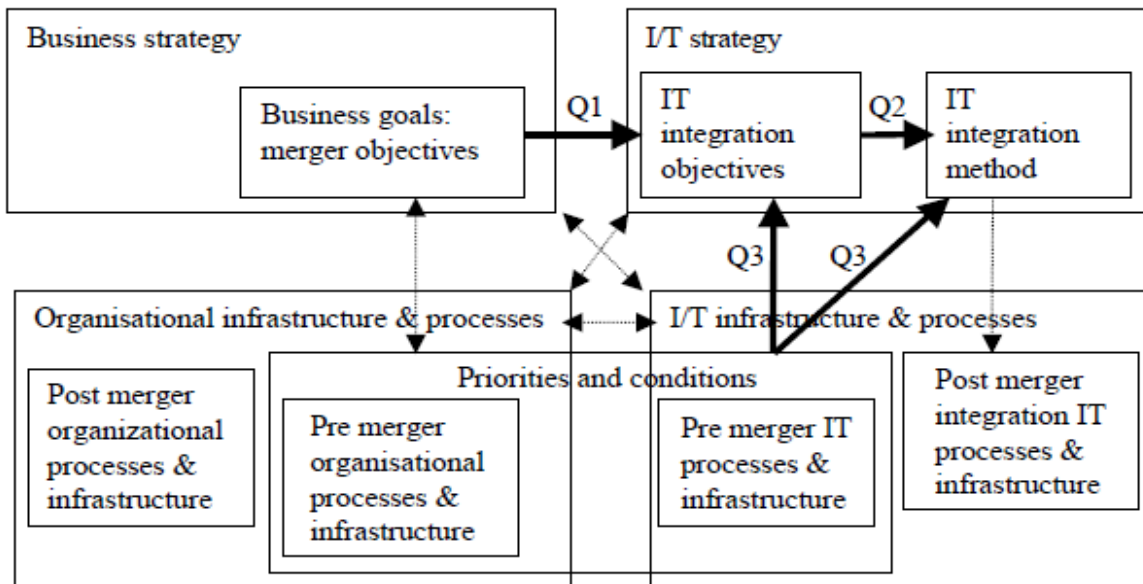 Business strategy
Business goals:
merger objectives
Q1
I/T strategy
IT
integration
objectives
Q2
IT
integration
method
Q3
Q3
Organisational infrastructure & processes
I/T infrastructure & processes
Priorities and conditions
Post merger
organizational
processes &
infrastructure
Pre merger
organisational
processes &
infrastructure
Pre merger IT
processes &
infrastructure
Post merger
integration IT
processes &
infrastructure